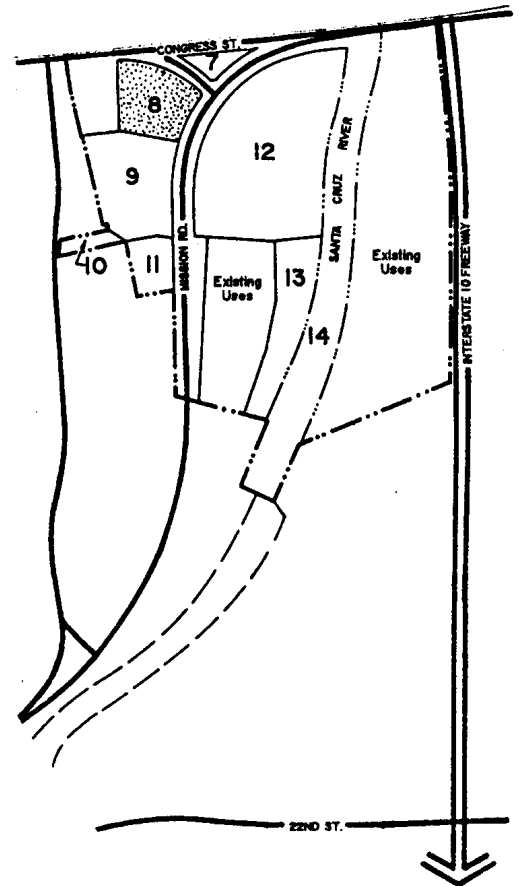 CONGRESS ST.
7
8
12
9
RIVER
CRUZ
SANTA
MISSION RD.
10
11
Existing
Uses
13
Existing
Uses
14
INTERSTATE 10 FREEWAY
22ND ST.